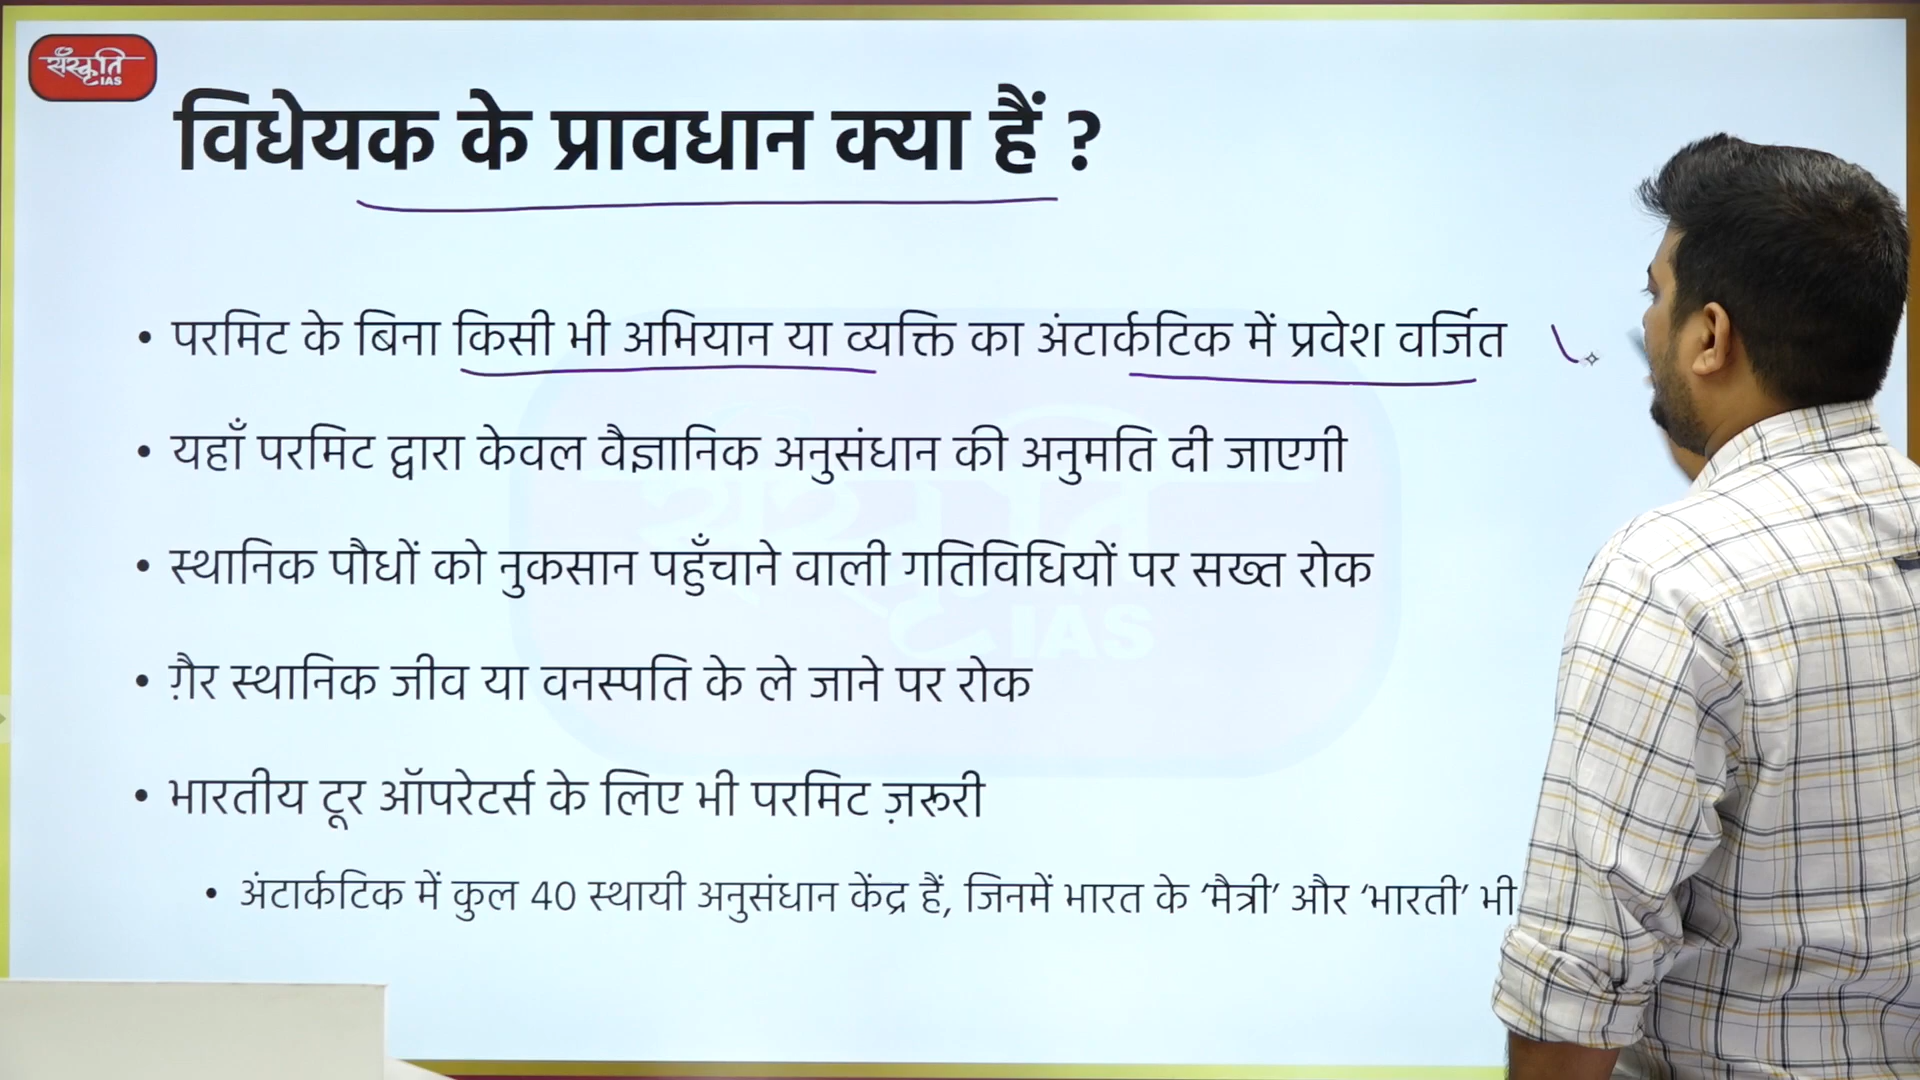 संस्कृति
IAS
विधेयक के प्रावधान क्या हैं ?
• परमिट के बिना किसी भी अभियान या व्यक्ति का अंटार्कटिक में प्रवेश वर्जित
• यहाँ परमिट द्वारा केवल वैज्ञानिक अनुसंधान की अनुमति दी जाएगी
• स्थानिक पौधों को नुकसान पहुँचाने वाली गतिविधियों पर सख्त रोक
• ग़ैर स्थानिक जीव या वनस्पति के ले जाने पर रोक
• भारतीय टूर ऑपरेटर्स के लिए भी परमिट ज़रूरी
• अंटार्कटिक में कुल 40 स्थायी अनुसंधान केंद्र हैं, जिनमें भारत के ‘मैत्री’ और ‘भारती’ भी